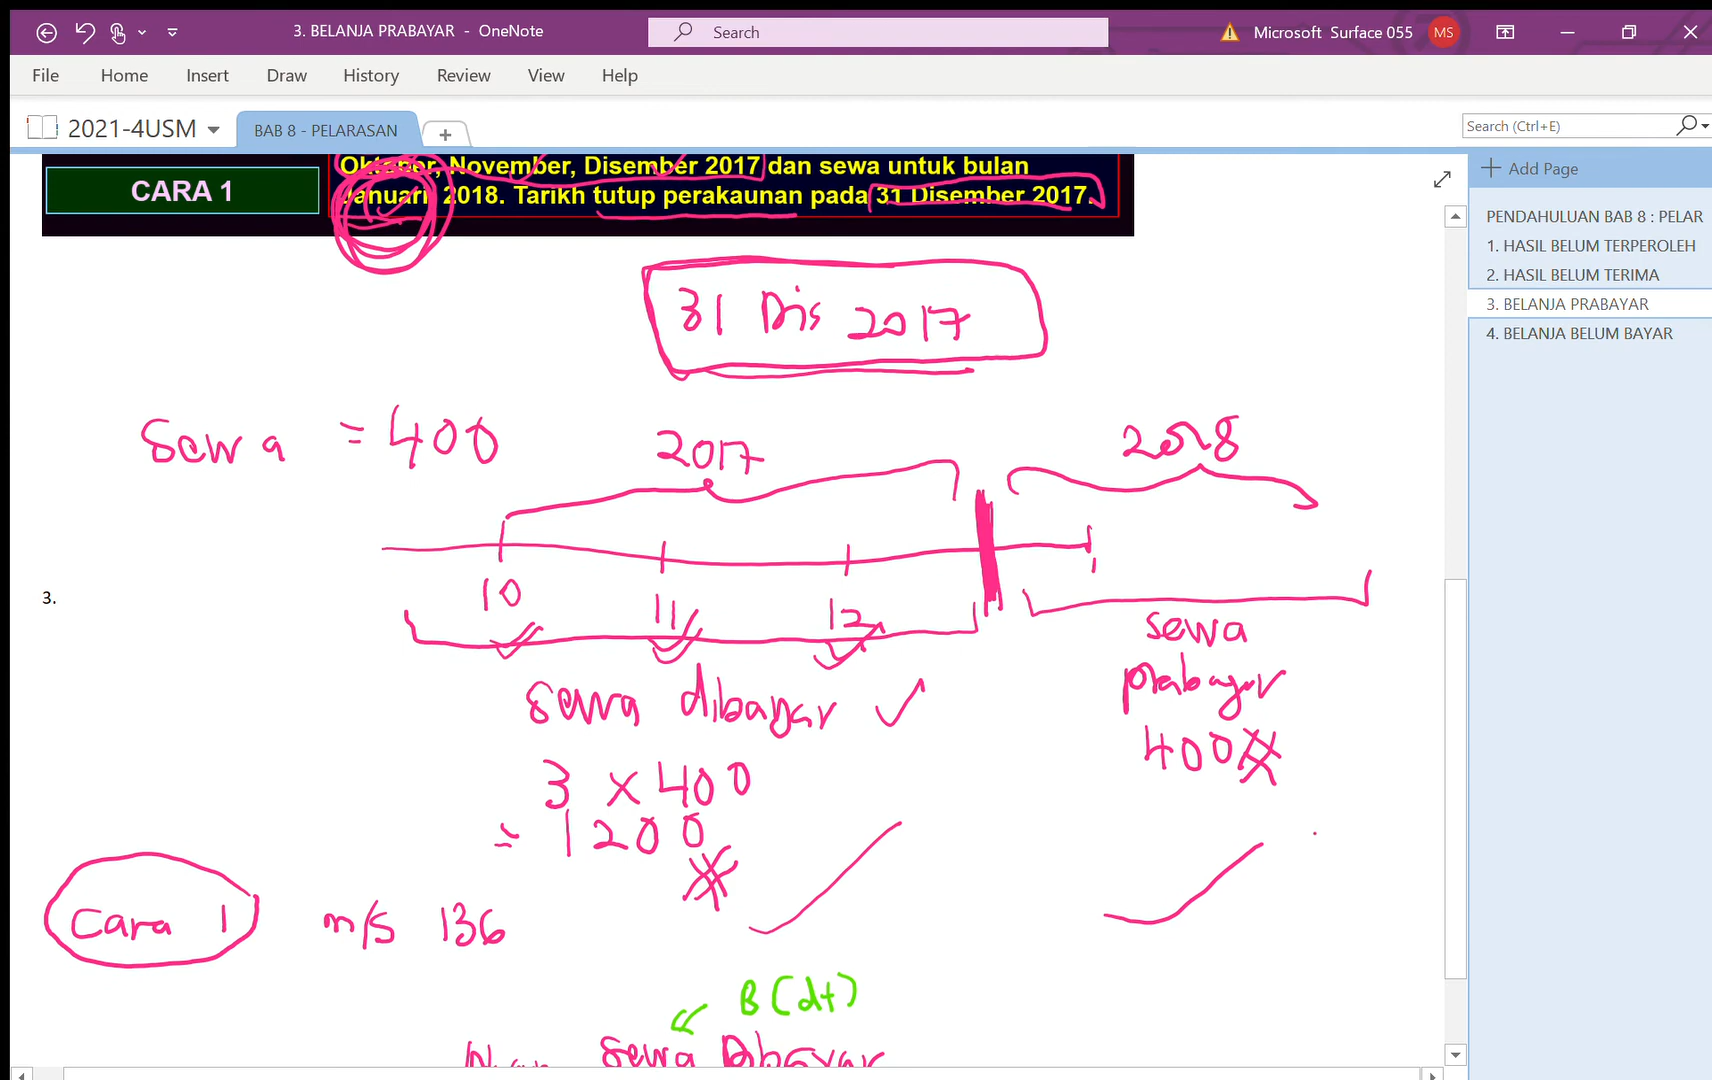 3. BELANJA PRABAYAR - OneNote
Search
Microsoft Surface 055
MS
File Home Insert Draw History Review View Help
2021-4USM
BAB 8 - PELARASAN
+
Search (Ctrl+E)
CARA 1
Oktober, November, Disember 2017 dan sewa untuk bulan
Januari 2018. Tarikh tutup perakaunan pada 31 Disember 2017.
Add Page
PENDAHULUAN BAB 8 : PELAR
1. HASIL BELUM TERPEROLEH
2. HASIL BELUM TERIMA
3. BELANJA PRABAYAR
4. BELANJA BELUM BAYAR
31 Dis 2017
Sewa = 400
2017
2018
3.
10 11 12 1
sewa dibayar ✓
3 x 400
= 1200
sewa
prabayar
400
Cara 1
m/s 136
B (dt)
Sewa Dibayar